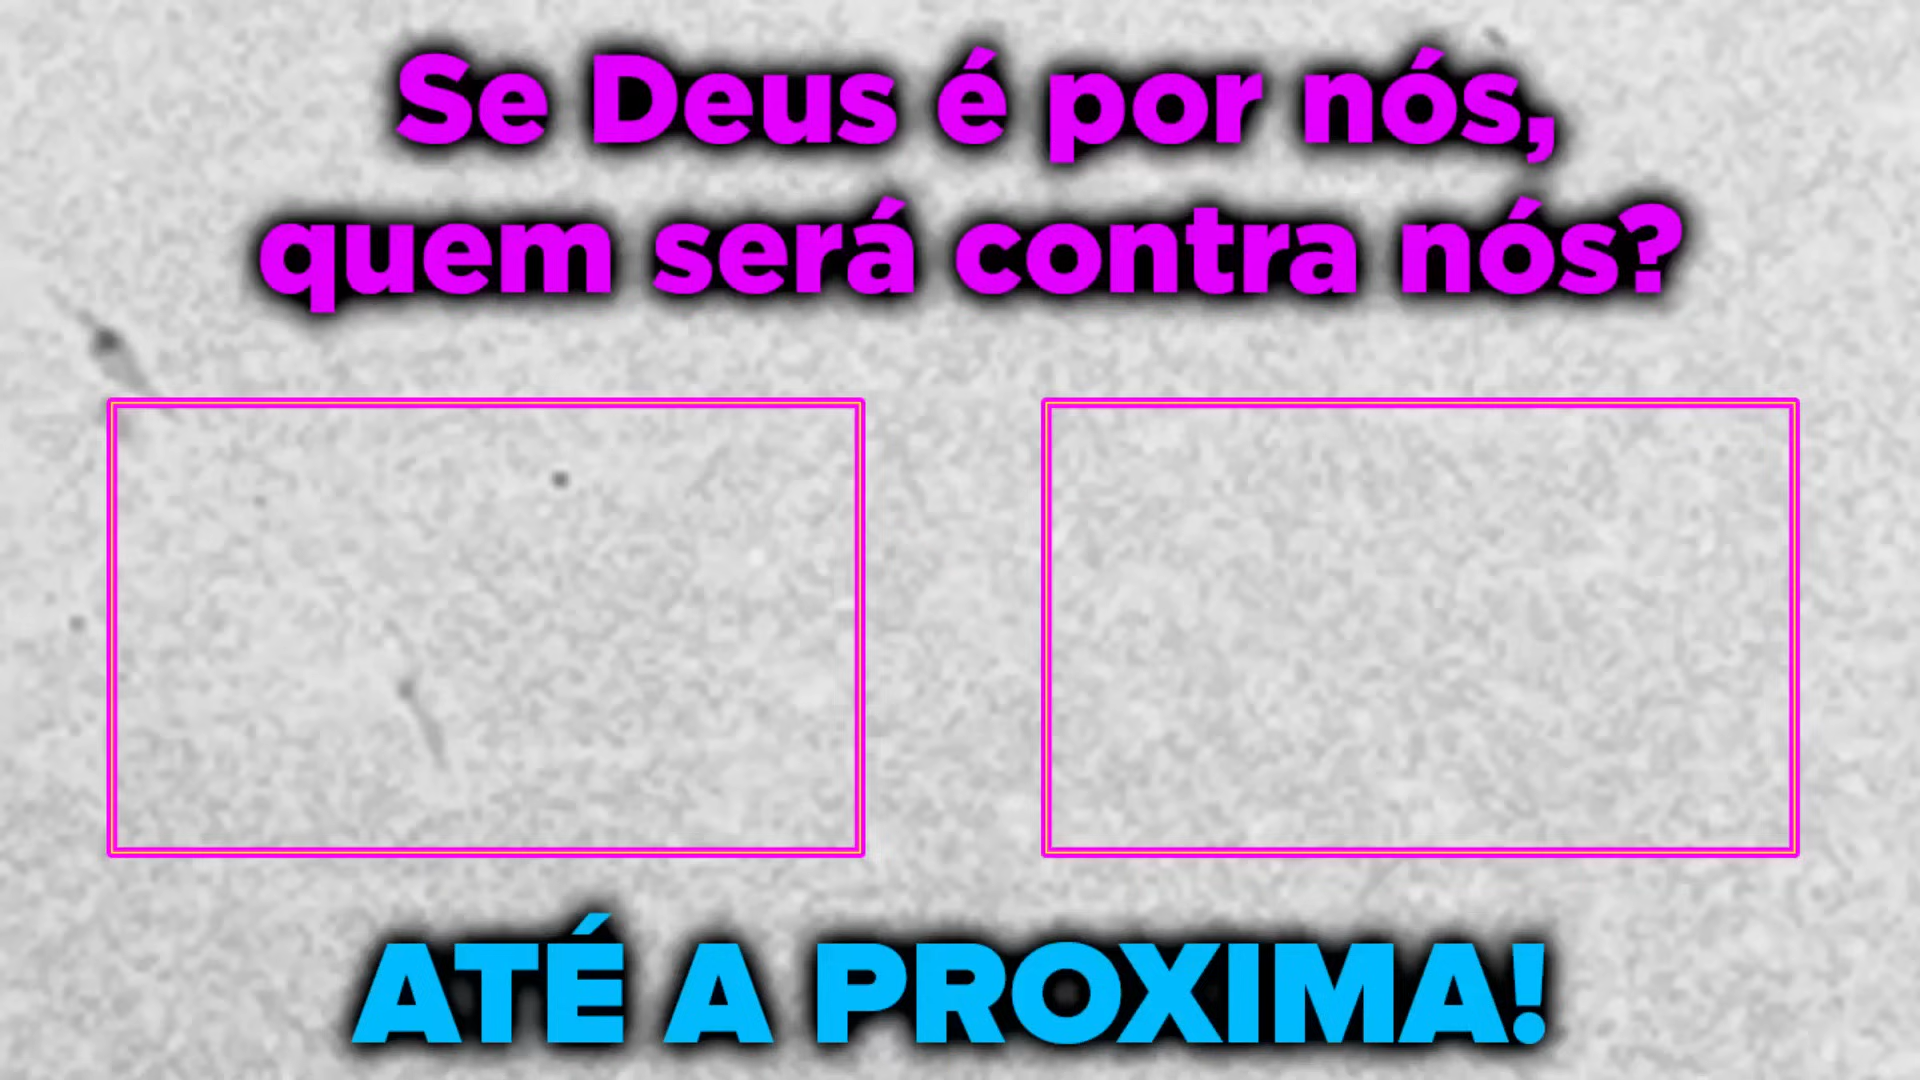 Se Deus é por nós,
quem será contra nós?
ATÉ A PROXIMA!